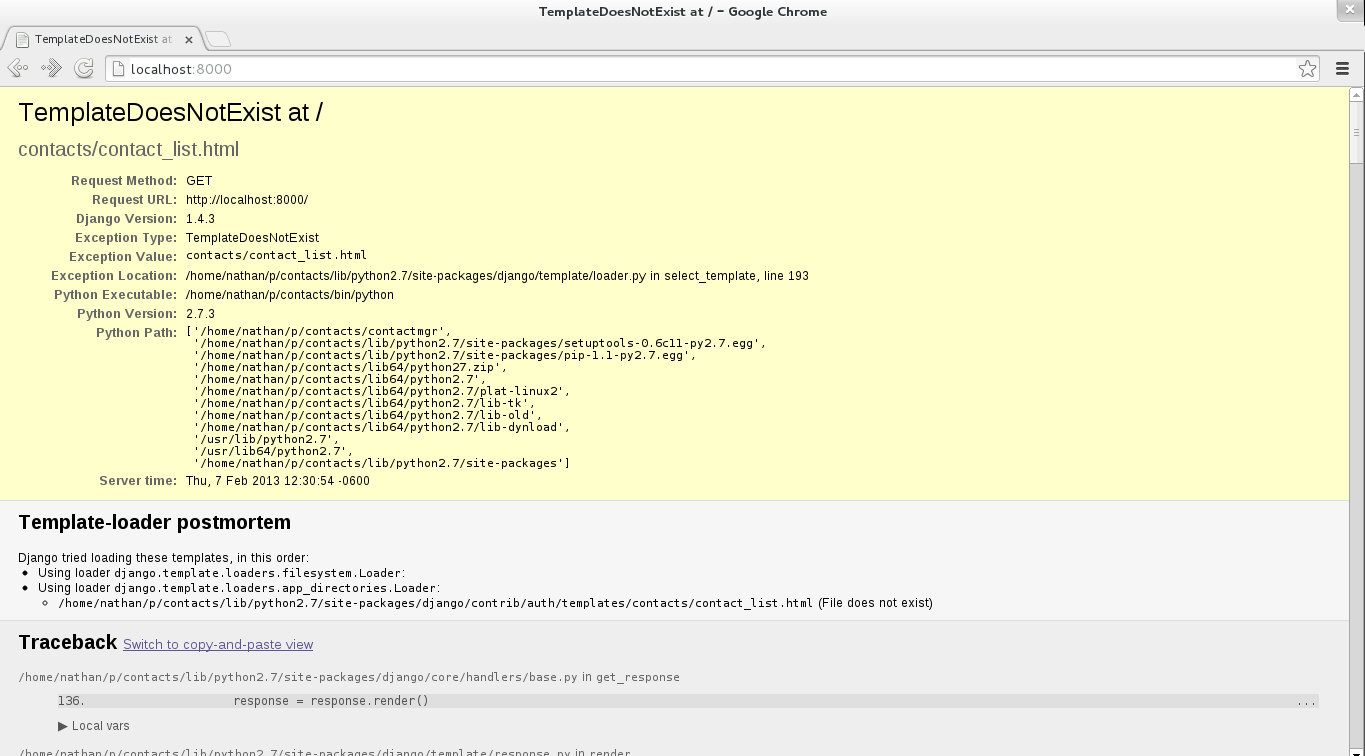 TemplateDoesNotExist at / - Google Chrome
TemplateDoesNotExist at
localhost:8000
TemplateDoesNotExist at /
contacts/contact_list.html
Request Method: GET
Request URL: http://localhost:8000/
Django Version: 1.4.3
Exception Type: TemplateDoesNotExist
Exception Value: contacts/contact_list.html
Exception Location: /home/nathan/p/contacts/lib/python2.7/site-packages/django/template/loader.py in select_template, line 193
Python Executable: /home/nathan/p/contacts/bin/python
Python Version: 2.7.3
Python Path: ['/home/nathan/p/contacts/contactmgr',
'/home/nathan/p/contacts/lib/python2.7/site-packages/setuptools-0.6c11-py2.7.egg',
'/home/nathan/p/contacts/lib/python2.7/site-packages/pip-1.1-py2.7.egg',
'/home/nathan/p/contacts/lib64/python27.zip',
'/home/nathan/p/contacts/lib64/python2.7',
'/home/nathan/p/contacts/lib64/python2.7/plat-linux2',
'/home/nathan/p/contacts/lib64/python2.7/lib-tk',
'/home/nathan/p/contacts/lib64/python2.7/lib-old',
'/home/nathan/p/contacts/lib64/python2.7/lib-dynload',
'/usr/lib/python2.7',
'/usr/lib64/python2.7',
'/home/nathan/p/contacts/lib/python2.7/site-packages']
Server time: Thu, 7 Feb 2013 12:30:54 -0600
Template-loader postmortem
Django tried loading these templates, in this order:
Using loader django.template.loaders.filesystem.Loader:
Using loader django.template.loaders.app_directories.Loader:
/home/nathan/p/contacts/lib/python2.7/site-packages/django/contrib/auth/templates/contacts/contact_list.html (File does not exist)
Traceback Switch to copy-and-paste view
/home/nathan/p/contacts/lib/python2.7/site-packages/django/core/handlers/base.py in get_response
136. response = response.render() ...
▶ Local vars
/home/nathan/p/contacts/lib/python2.7/site-packages/django/template/response.py in render